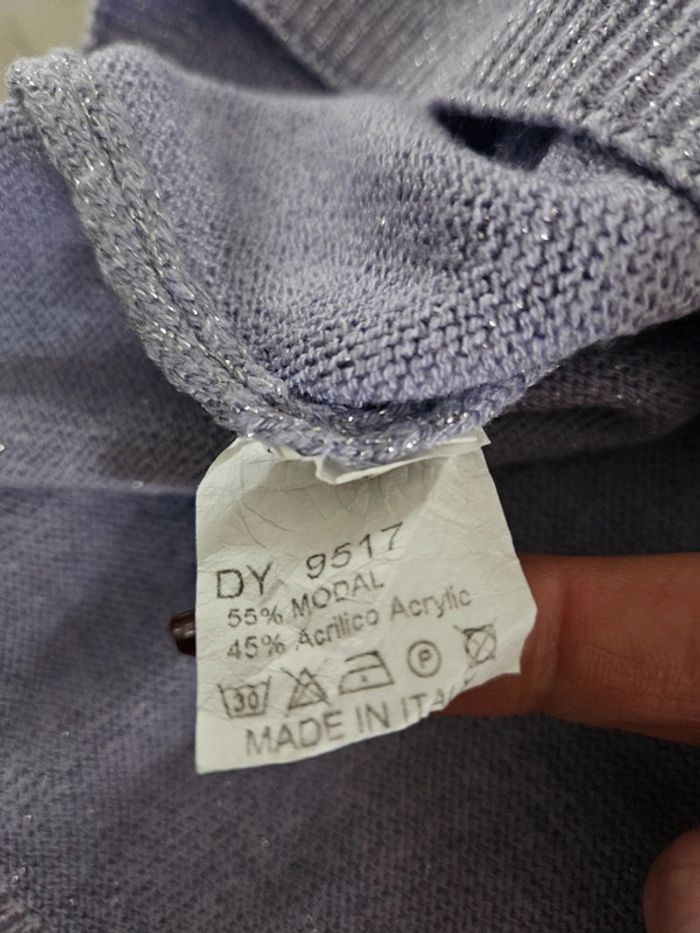 DY 9517
55% MODAL
45% Acrilico Acrylic
30 P
MADE IN ITA